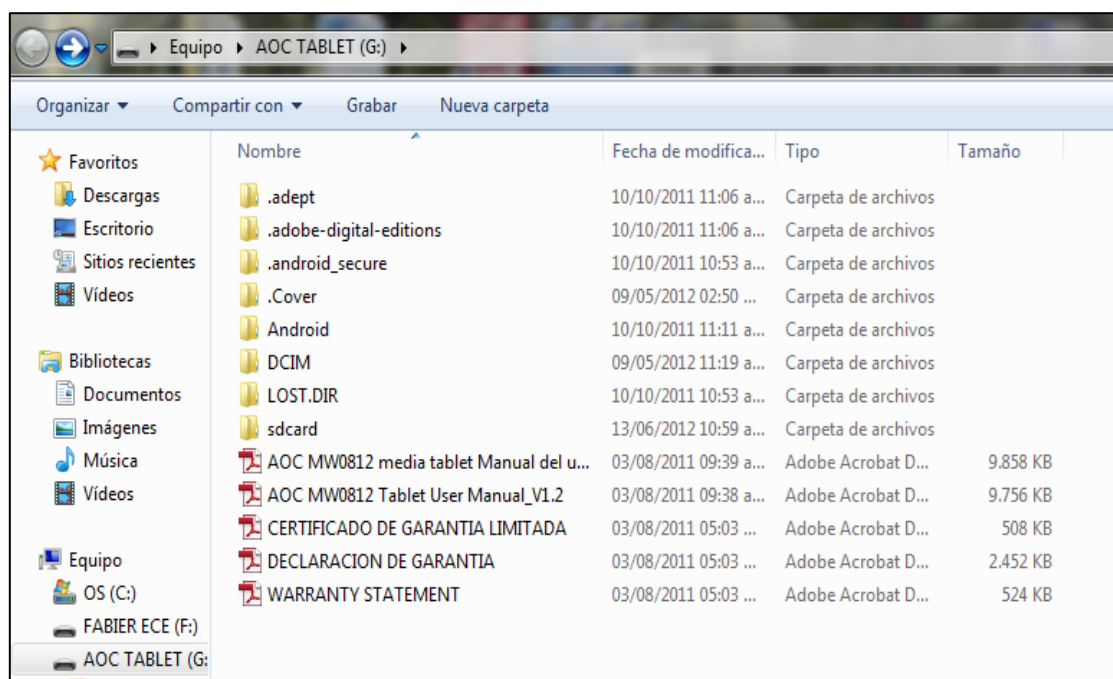 Equipo AOC TABLET (G:)
Organizar Compartir con Grabar Nueva carpeta
Favoritos
Descargas
Escritorio
Sitios recientes
Vídeos
Bibliotecas
Documentos
Imágenes
Música
Vídeos
Equipo
OS (C:)
FABIER ECE (F:)
AOC TABLET (G:
Nombre Fecha de modifica... Tipo Tamaño
.adept 10/10/2011 11:06 a... Carpeta de archivos
.adobe-digital-editions 10/10/2011 11:06 a... Carpeta de archivos
.android_secure 10/10/2011 10:53 a... Carpeta de archivos
.Cover 09/05/2012 02:50 ... Carpeta de archivos
Android 10/10/2011 11:11 a... Carpeta de archivos
DCIM 09/05/2012 11:19 a... Carpeta de archivos
LOST.DIR 10/10/2011 10:53 a... Carpeta de archivos
sdcard 13/06/2012 10:59 a... Carpeta de archivos
AOC MW0812 media tablet Manual del u... 03/08/2011 09:39 a... Adobe Acrobat D... 9.858 KB
AOC MW0812 Tablet User Manual_V1.2 03/08/2011 09:38 a... Adobe Acrobat D... 9.756 KB
CERTIFICADO DE GARANTIA LIMITADA 03/08/2011 05:03 ... Adobe Acrobat D... 508 KB
DECLARACION DE GARANTIA 03/08/2011 05:03 ... Adobe Acrobat D... 2.452 KB
WARRANTY STATEMENT 03/08/2011 05:03 ... Adobe Acrobat D... 524 KB